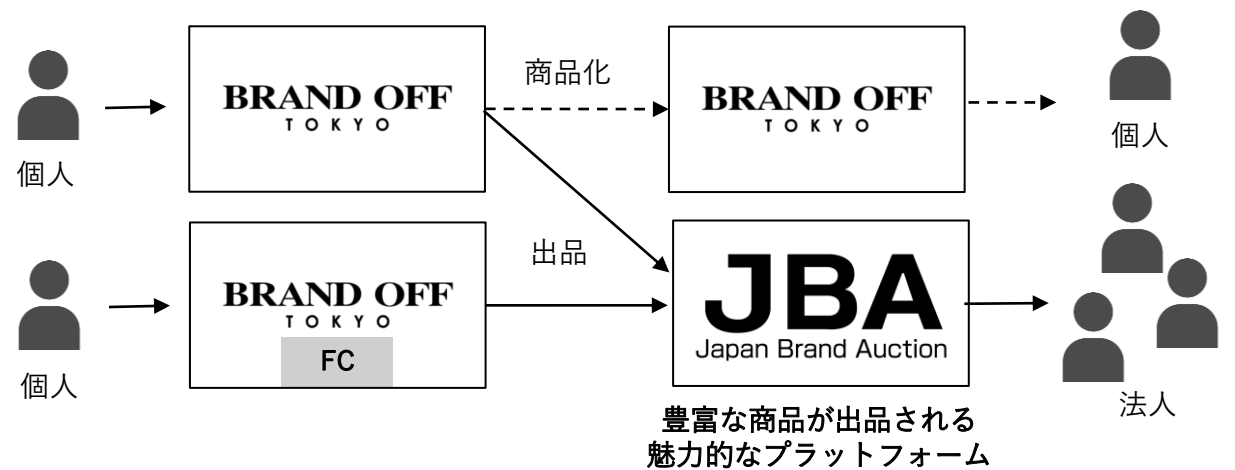 個人
BRAND OFF
TOKYO
商品化
BRAND OFF
TOKYO
個人
個人
BRAND OFF
TOKYO
FC
出品
JBA
Japan Brand Auction
法人
豊富な商品が出品される
魅力的なプラットフォーム